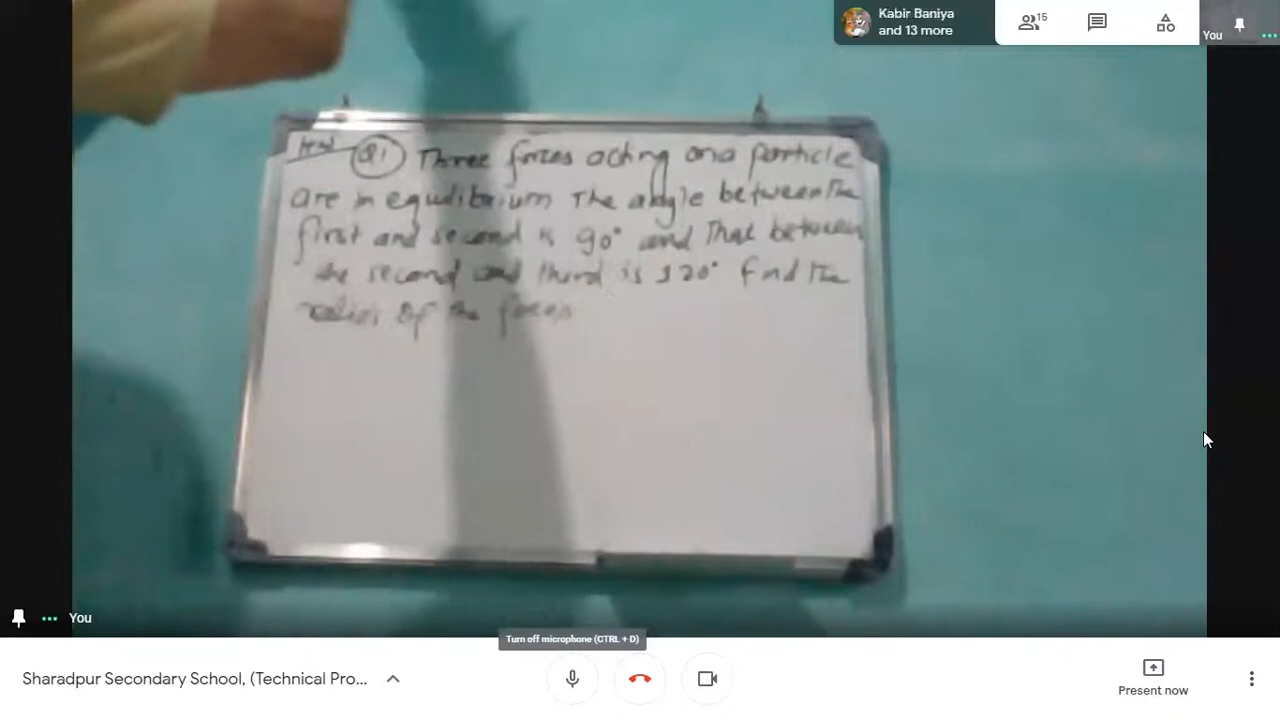 Kabir Baniya
and 13 more
15
You
Q1 Three forces acting on a particle
are in equilibrium The angle between the
first and second is 90° and that between
the second and third is 120° find the
ratios of the forces
You
Turn off microphone (CTRL + D)
Sharadpur Secondary School, (Technical Pro...
Present now